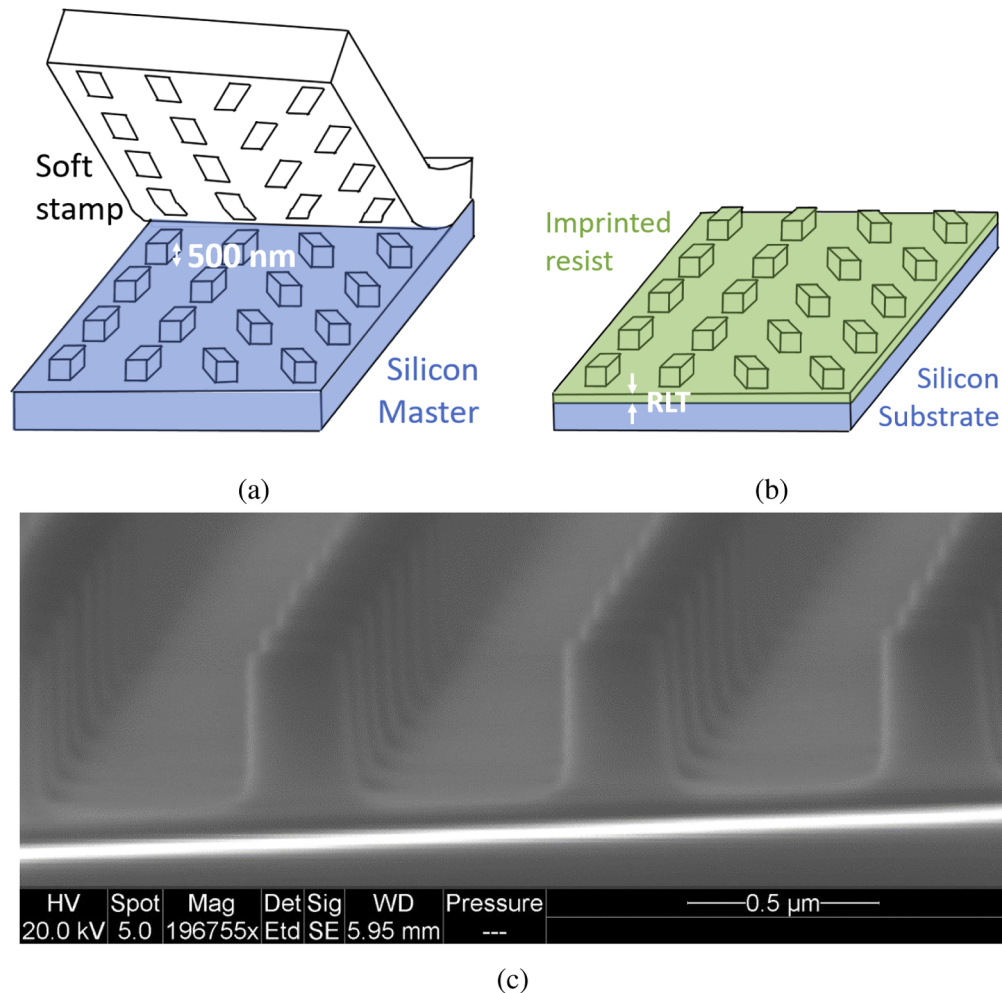 Soft
stamp
500 nm
Silicon
Master
(a)
Imprinted
resist
RLT
Silicon
Substrate
(b)
HV Spot Mag Det Sig WD Pressure
20.0 kV 5.0 196755x Etd SE 5.95 mm ---
0.5 µm
(c)